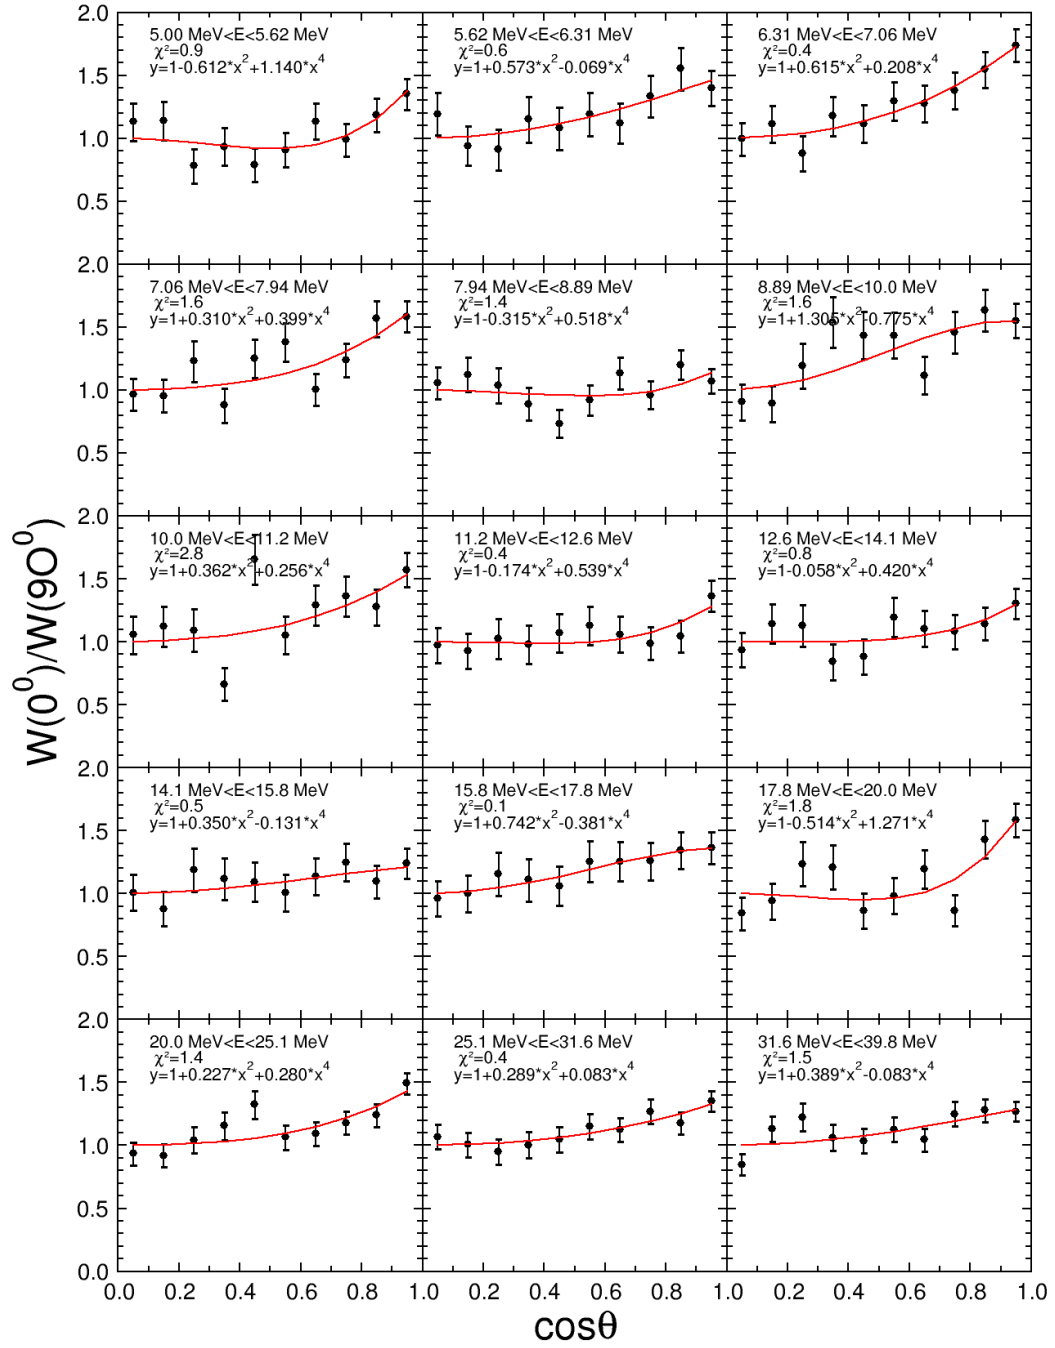 2.0
5.00 MeV<E<5.62 MeV
χ²=0.9
y=1-0.612*x²+1.140*x⁴
5.62 MeV<E<6.31 MeV
χ²=0.6
y=1+0.573*x²-0.069*x⁴
6.31 MeV<E<7.06 MeV
χ²=0.4
y=1+0.615*x²+0.208*x⁴
1.5
1.0
0.5
2.0
7.06 MeV<E<7.94 MeV
χ²=1.6
y=1+0.310*x²+0.399*x⁴
7.94 MeV<E<8.89 MeV
χ²=1.4
y=1-0.315*x²+0.518*x⁴
8.89 MeV<E<10.0 MeV
χ²=1.6
y=1+1.305*x²-0.775*x⁴
1.5
1.0
0.5
2.0
10.0 MeV<E<11.2 MeV
χ²=2.8
y=1+0.362*x²+0.256*x⁴
11.2 MeV<E<12.6 MeV
χ²=0.4
y=1-0.174*x²+0.539*x⁴
12.6 MeV<E<14.1 MeV
χ²=0.8
y=1-0.058*x²+0.420*x⁴
1.5
1.0
0.5
W(0⁰)/W(90⁰)
2.0
14.1 MeV<E<15.8 MeV
χ²=0.5
y=1+0.350*x²-0.131*x⁴
15.8 MeV<E<17.8 MeV
χ²=0.1
y=1+0.742*x²-0.381*x⁴
17.8 MeV<E<20.0 MeV
χ²=1.8
y=1-0.514*x²+1.271*x⁴
1.5
1.0
0.5
2.0
20.0 MeV<E<25.1 MeV
χ²=1.4
y=1+0.227*x²+0.280*x⁴
25.1 MeV<E<31.6 MeV
χ²=0.4
y=1+0.289*x²+0.083*x⁴
31.6 MeV<E<39.8 MeV
χ²=1.5
y=1+0.389*x²-0.083*x⁴
1.5
1.0
0.5
0.0
0.0 0.2 0.4 0.6 0.8 1.0 0.2 0.4 0.6 0.8 1.0 0.2 0.4 0.6 0.8 1.0
cosθ